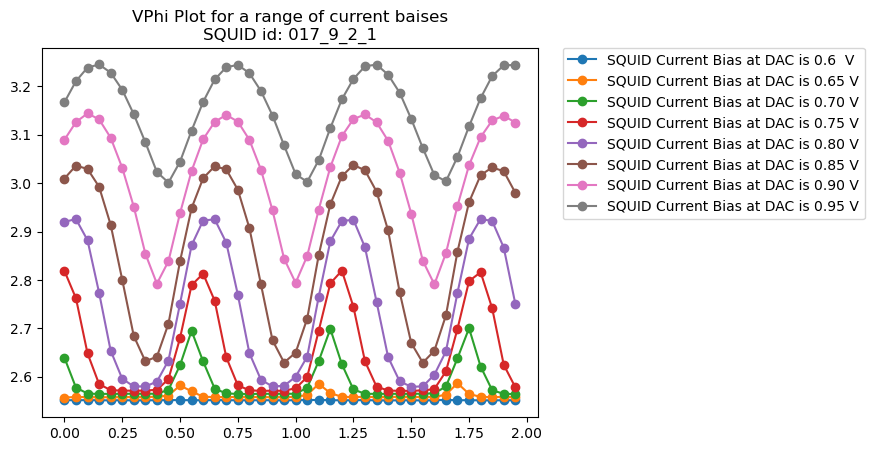 VPhi Plot for a range of current baises
SQUID id: 017_9_2_1
SQUID Current Bias at DAC is 0.6  V
SQUID Current Bias at DAC is 0.65 V
SQUID Current Bias at DAC is 0.70 V
SQUID Current Bias at DAC is 0.75 V
SQUID Current Bias at DAC is 0.80 V
SQUID Current Bias at DAC is 0.85 V
SQUID Current Bias at DAC is 0.90 V
SQUID Current Bias at DAC is 0.95 V
3.2
3.1
3.0
2.9
2.8
2.7
2.6
0.00 0.25 0.50 0.75 1.00 1.25 1.50 1.75 2.00